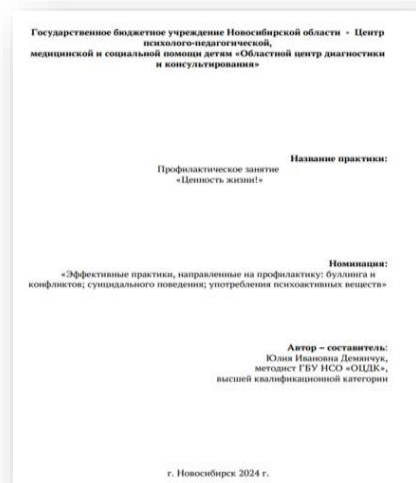 Государственное бюджетное учреждение Новосибирской области - Центр
психолого-педагогической,
медицинской и социальной помощи детям «Областной центр диагностики
и консультирования»
Название практики:
Профилактическое занятие
«Ценность жизни!»
Номинация:
«Эффективные практики, направленные на профилактику: буллинга и
конфликтов; суицидального поведения; употребления психоактивных веществ»
Автор – составитель:
Юлия Ивановна Демянчук,
методист ГБУ НСО «ОЦДК»,
высшей квалификационной категории
г. Новосибирск 2024 г.